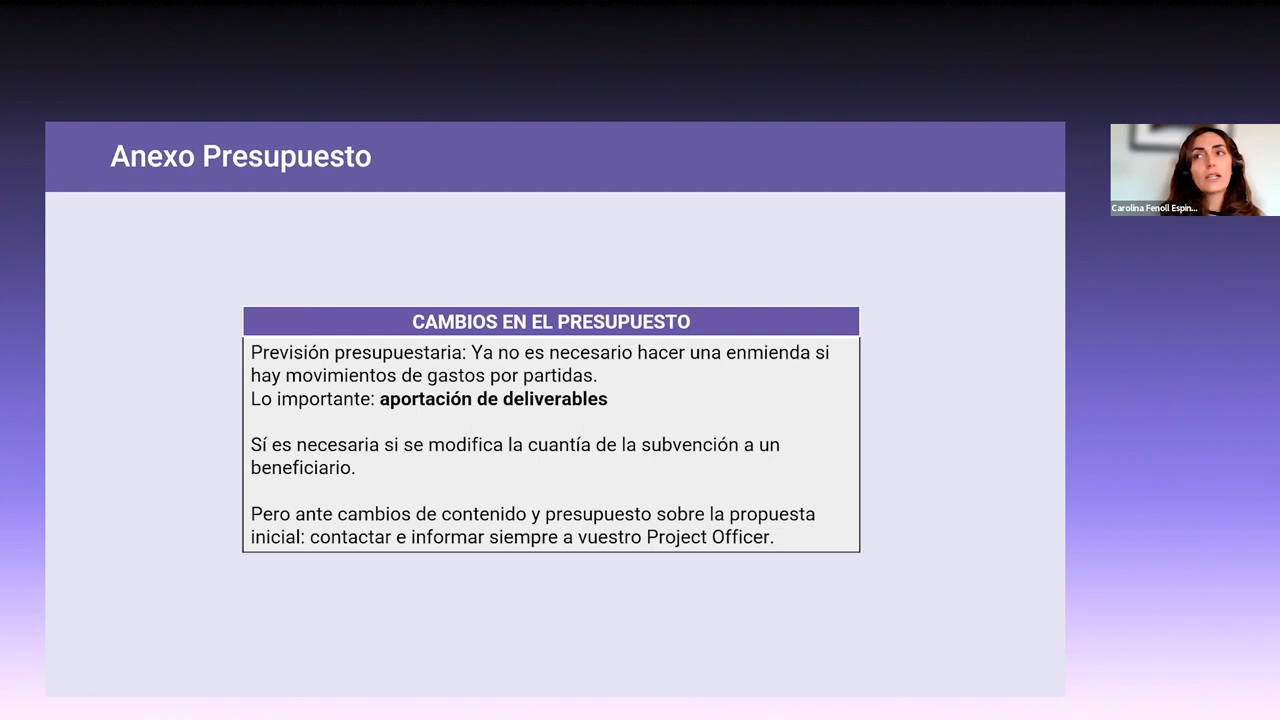 Anexo Presupuesto
Carolina Fenoll Espin...
CAMBIOS EN EL PRESUPUESTO
Previsión presupuestaria: Ya no es necesario hacer una enmienda si
hay movimientos de gastos por partidas.
Lo importante: aportación de deliverables
Sí es necesaria si se modifica la cuantía de la subvención a un
beneficiario.
Pero ante cambios de contenido y presupuesto sobre la propuesta
inicial: contactar e informar siempre a vuestro Project Officer.